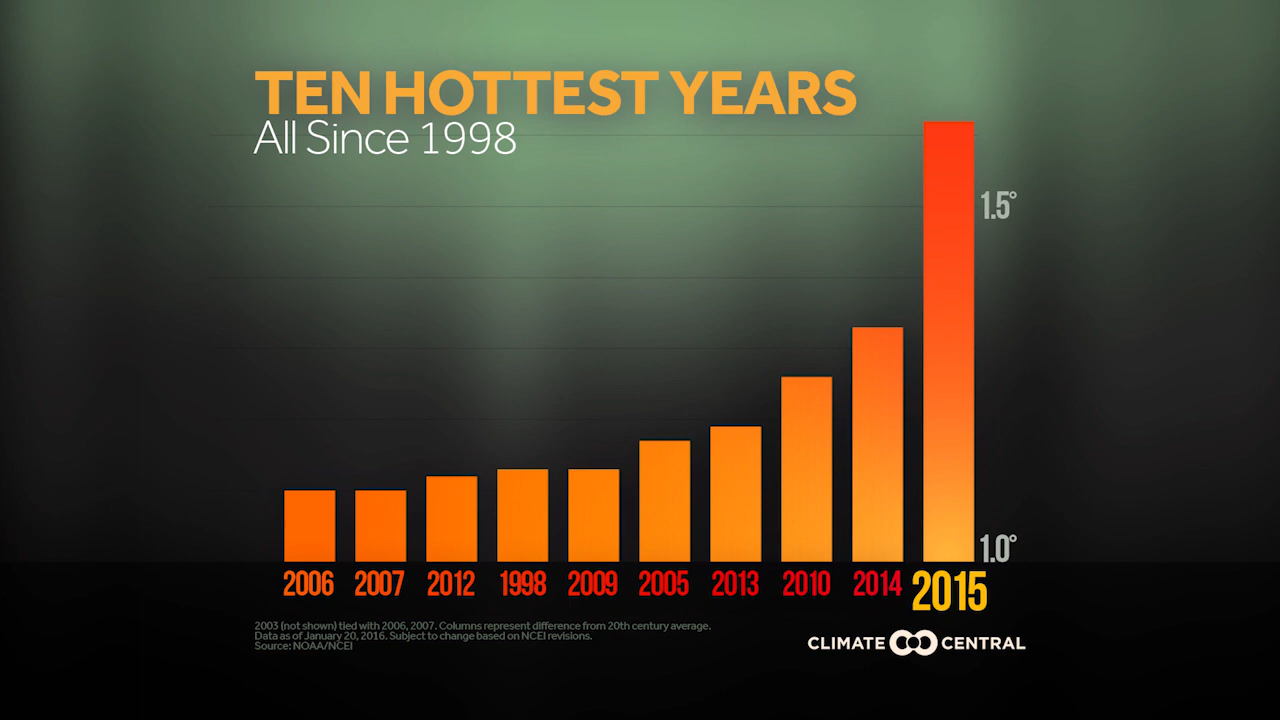 TEN HOTTEST YEARS
All Since 1998
1.5°
1.0°
2006 2007 2012 1998 2009 2005 2013 2010 2014 2015
2003 (not shown) tied with 2006, 2007. Columns represent difference from 20th century average.
Data as of January 20, 2016. Subject to change based on NCEI revisions.
Source: NOAA/NCEI
CLIMATE CENTRAL